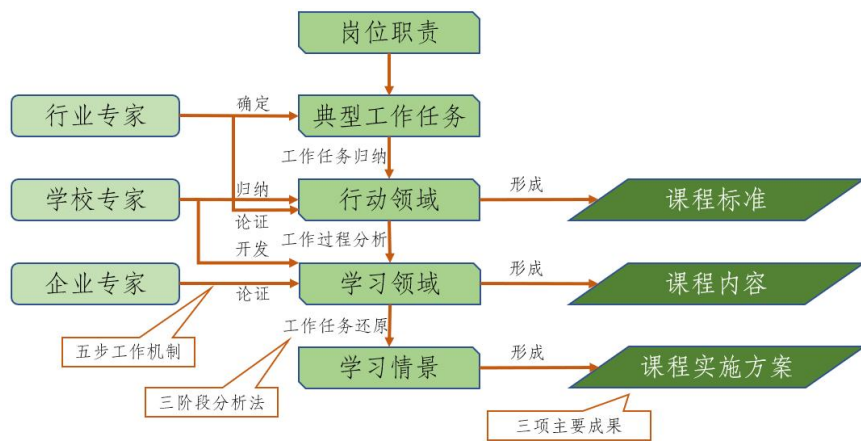 岗位职责
行业专家
确定
典型工作任务
工作任务归纳
学校专家
归纳
行动领域
形成
课程标准
论证
工作过程分析
开发
企业专家
论证
学习领域
形成
课程内容
五步工作机制
工作任务还原
学习情景
形成
课程实施方案
三阶段分析法
三项主要成果